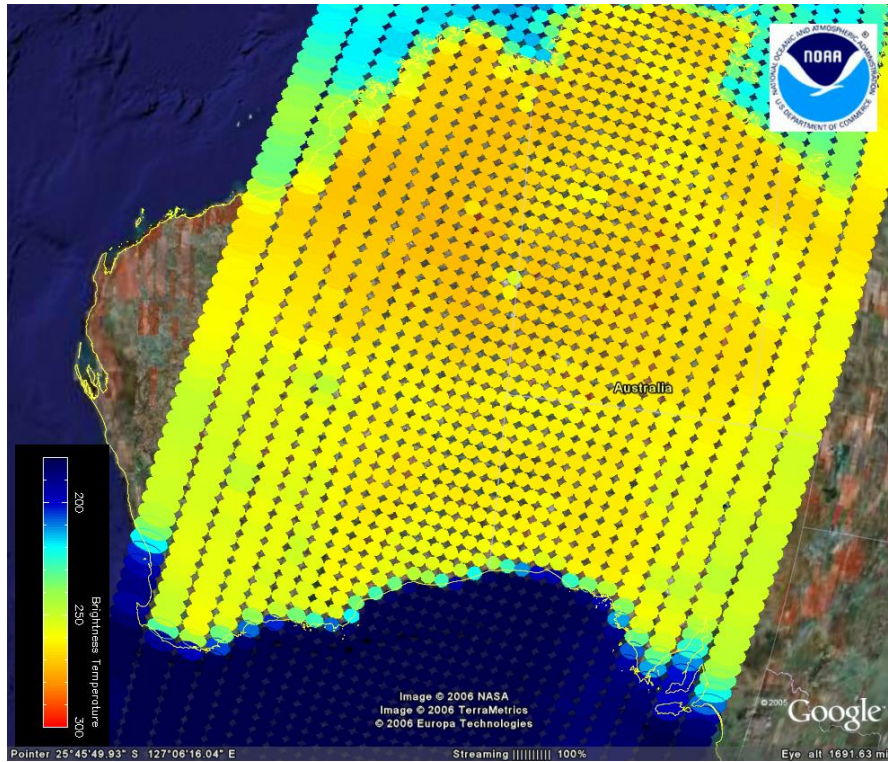 NATIONAL OCEANIC AND ATMOSPHERIC ADMINISTRATION
NOAA
U.S. DEPARTMENT OF COMMERCE
®
Australia
200
250
300
Brightness Temperature
Image © 2006 NASA
Image © 2006 TerraMetrics
© 2006 Europa Technologies
© 2005 Google™
Pointer 25°45'49.93" S 127°06'16.04" E Streaming |||||||||| 100% Eye alt 1691.63 mi